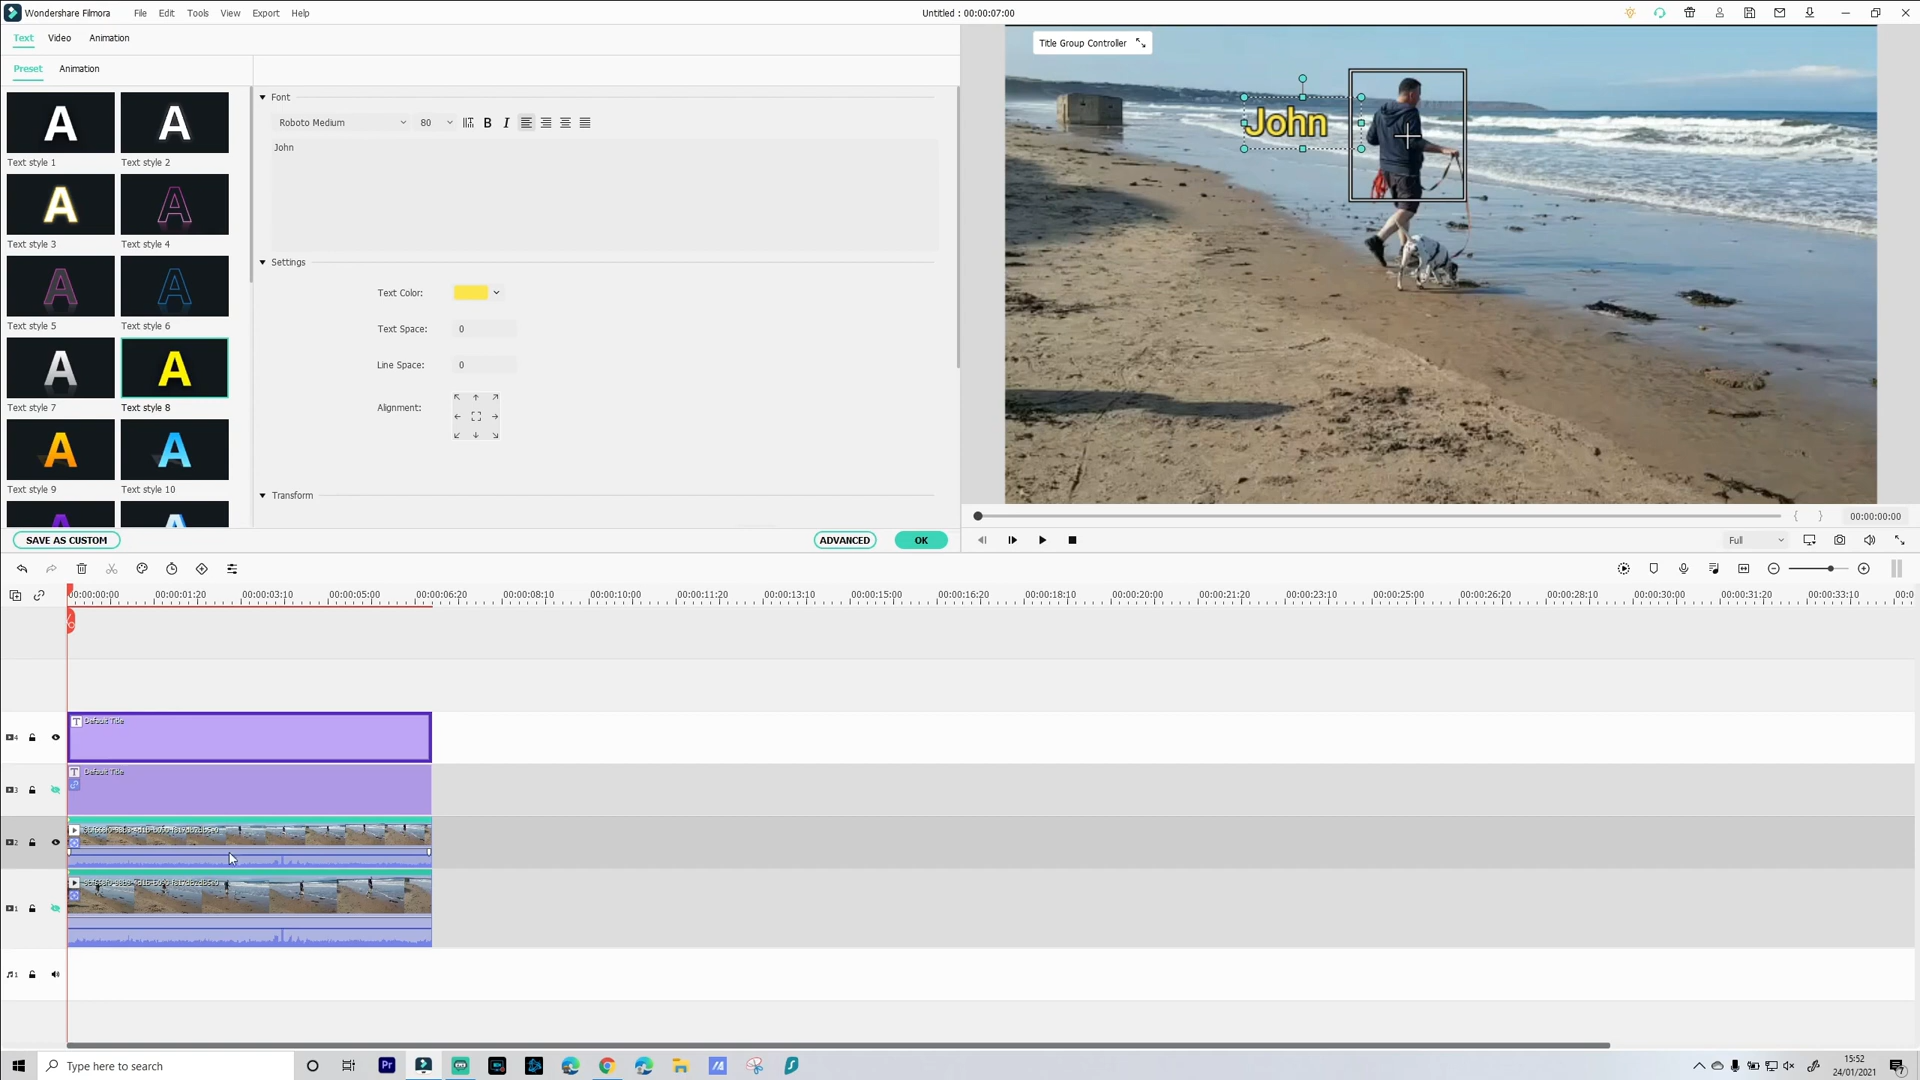 Wondershare Filmora
File Edit Tools View Export Help
Untitled : 00:00:07:00
Text Video Animation
Preset Animation
Title Group Controller
Text style 1
Text style 2
Text style 3
Text style 4
Text style 5
Text style 6
Text style 7
Text style 8
Text style 9
Text style 10
Font
Roboto Medium 80 B I
John
Settings
Text Color:
Text Space: 0
Line Space: 0
Alignment:
Transform
John
SAVE AS CUSTOM ADVANCED OK
00:00:00:00
Full
00:00:00:00 00:00:01:20 00:00:03:10 00:00:05:00 00:00:06:20 00:00:08:10 00:00:10:00 00:00:11:20 00:00:13:10 00:00:15:00 00:00:16:20 00:00:18:10 00:00:20:00 00:00:21:20 00:00:23:10 00:00:25:00 00:00:26:20 00:00:28:10 00:00:30:00 00:00:31:20 00:00:33:10 00:0
4 T Default Title
3 T Default Title
2
1
1
Type here to search
15:52
24/01/2021